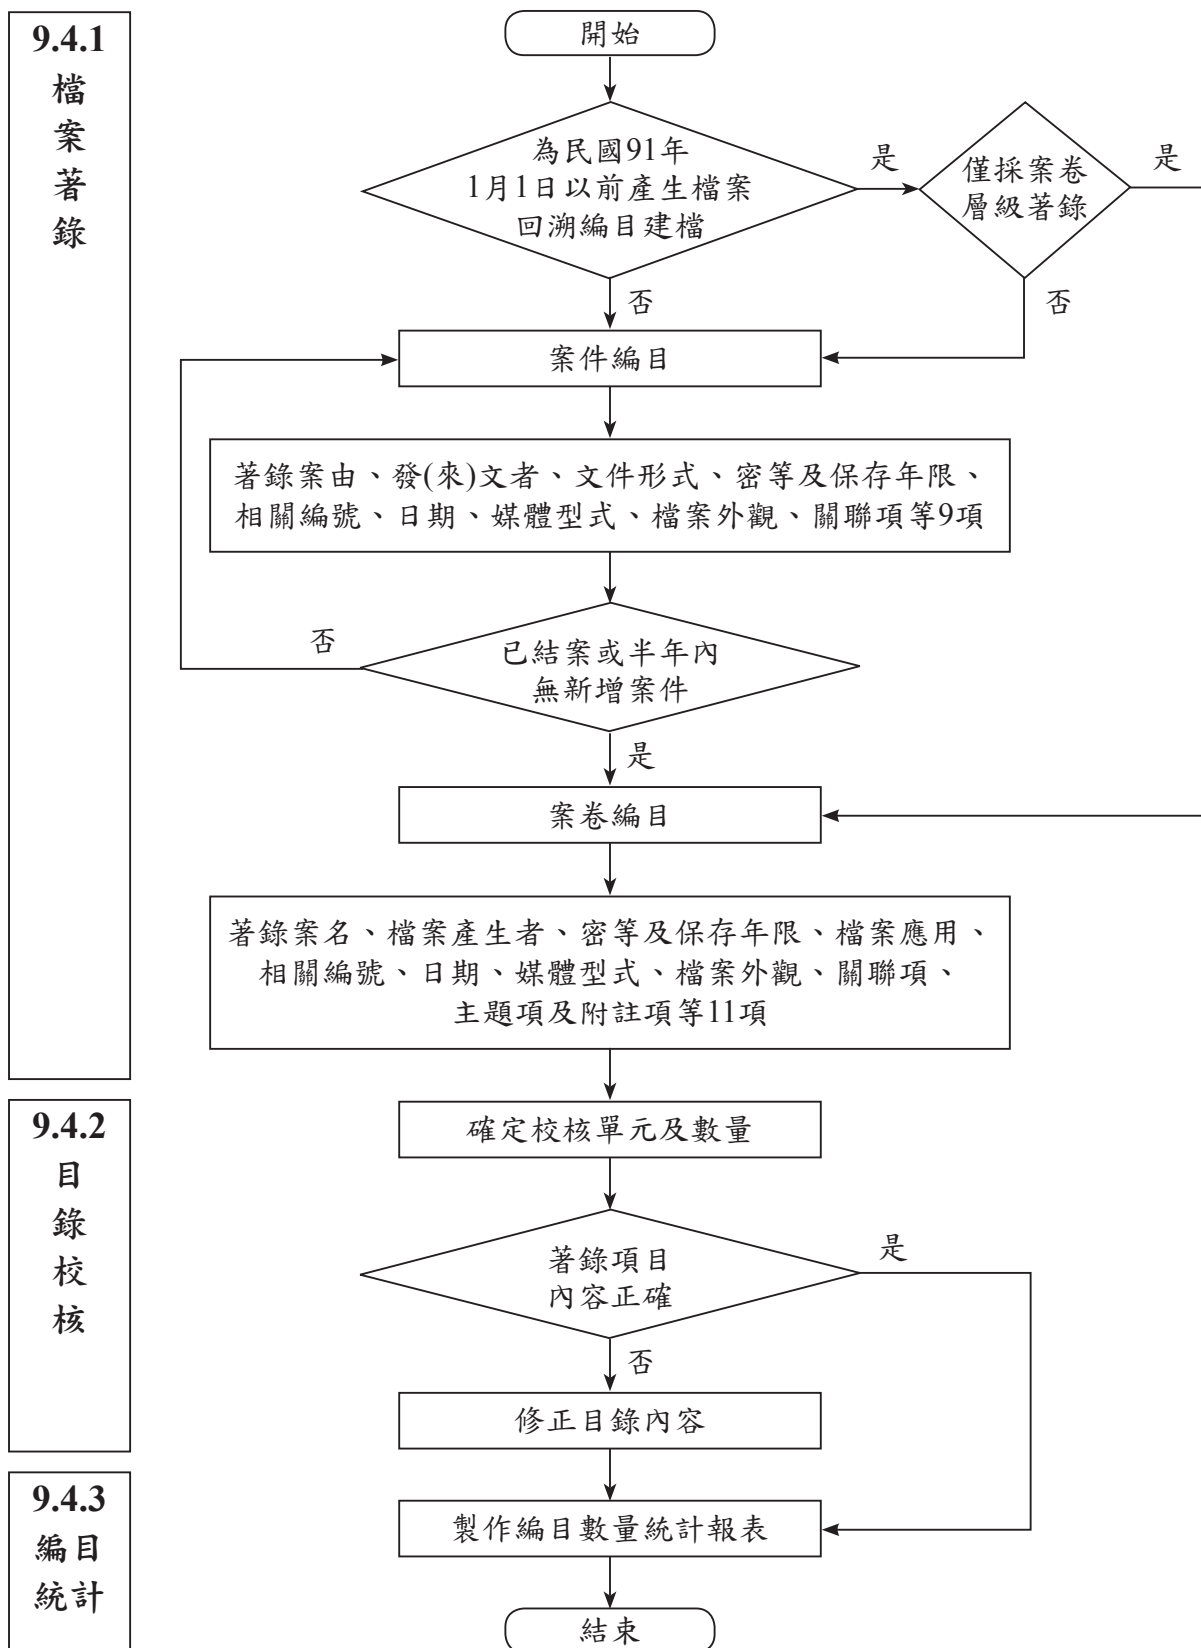 9.4.1
檔
案
著
錄
開始
為民國91年
1月1日以前產生檔案
回溯編目建檔
是
僅採案卷
層級著錄
是
否
否
案件編目
著錄案由、發(來)文者、文件形式、密等及保存年限、
相關編號、日期、媒體型式、檔案外觀、關聯項等9項
否
已結案或半年內
無新增案件
是
案卷編目
著錄案名、檔案產生者、密等及保存年限、檔案應用、
相關編號、日期、媒體型式、檔案外觀、關聯項、
主題項及附註項等11項
9.4.2
目
錄
校
核
確定校核單元及數量
著錄項目
內容正確
是
否
修正目錄內容
9.4.3
編目
統計
製作編目數量統計報表
結束